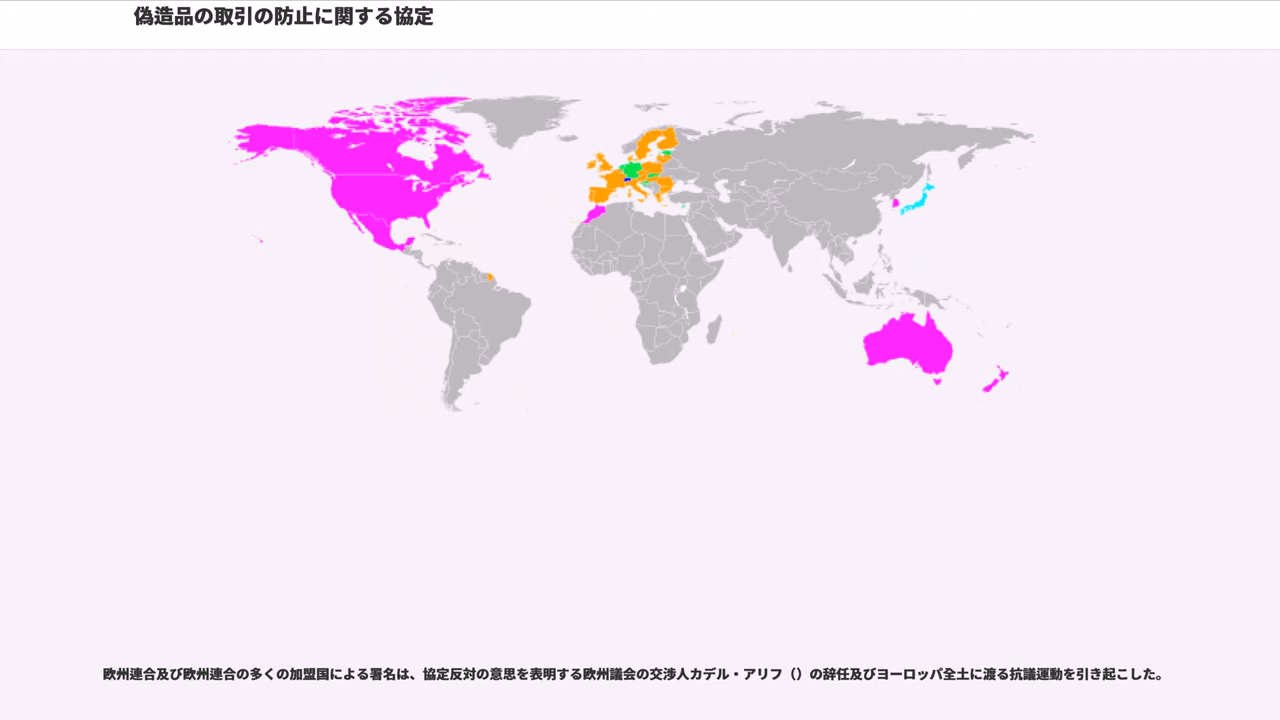 偽造品の取引の防止に関する協定
欧州連合及び欧州連合の多くの加盟国による署名は、協定反対の意思を表明する欧州議会の交渉人カデル・アリフ（）の辞任及びヨーロッパ全土に渡る抗議運動を引き起こした。